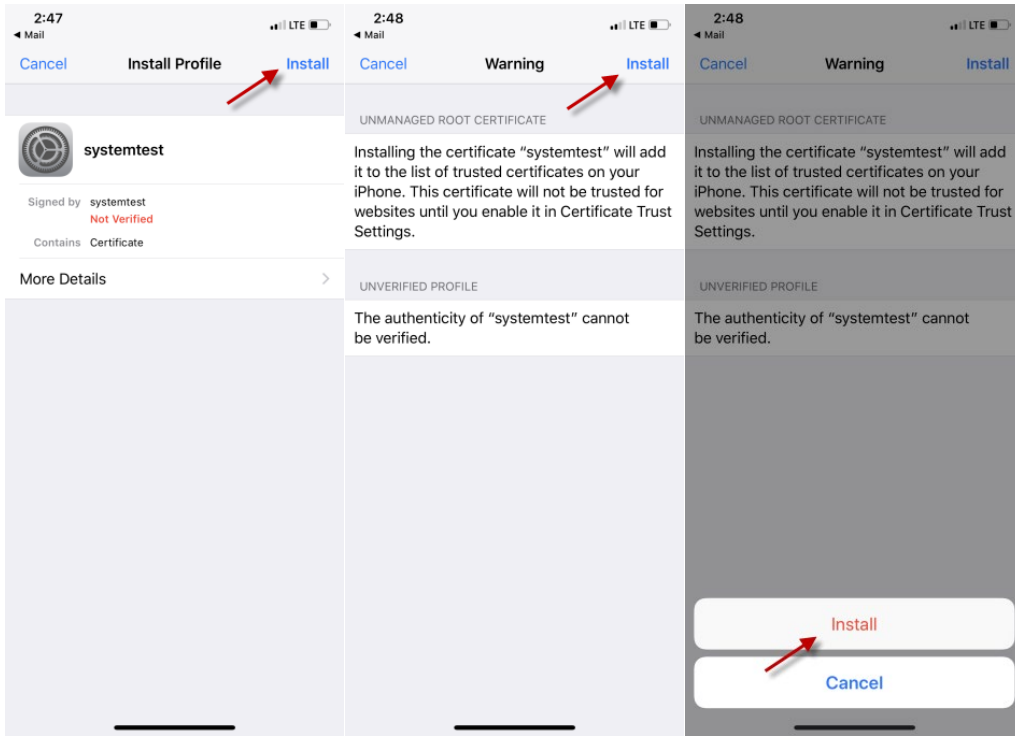 2:47
LTE
◀ Mail
Cancel
Install Profile
Install
systemtest
Signed by systemtest
Not Verified
Contains Certificate
More Details
2:48
LTE
◀ Mail
Cancel
Warning
Install
UNMANAGED ROOT CERTIFICATE
Installing the certificate “systemtest” will add
it to the list of trusted certificates on your
iPhone. This certificate will not be trusted for
websites until you enable it in Certificate Trust
Settings.
UNVERIFIED PROFILE
The authenticity of “systemtest” cannot
be verified.
2:48
LTE
◀ Mail
Cancel
Warning
Install
UNMANAGED ROOT CERTIFICATE
Installing the certificate “systemtest” will add
it to the list of trusted certificates on your
iPhone. This certificate will not be trusted for
websites until you enable it in Certificate Trust
Settings.
UNVERIFIED PROFILE
The authenticity of “systemtest” cannot
be verified.
Install
Cancel